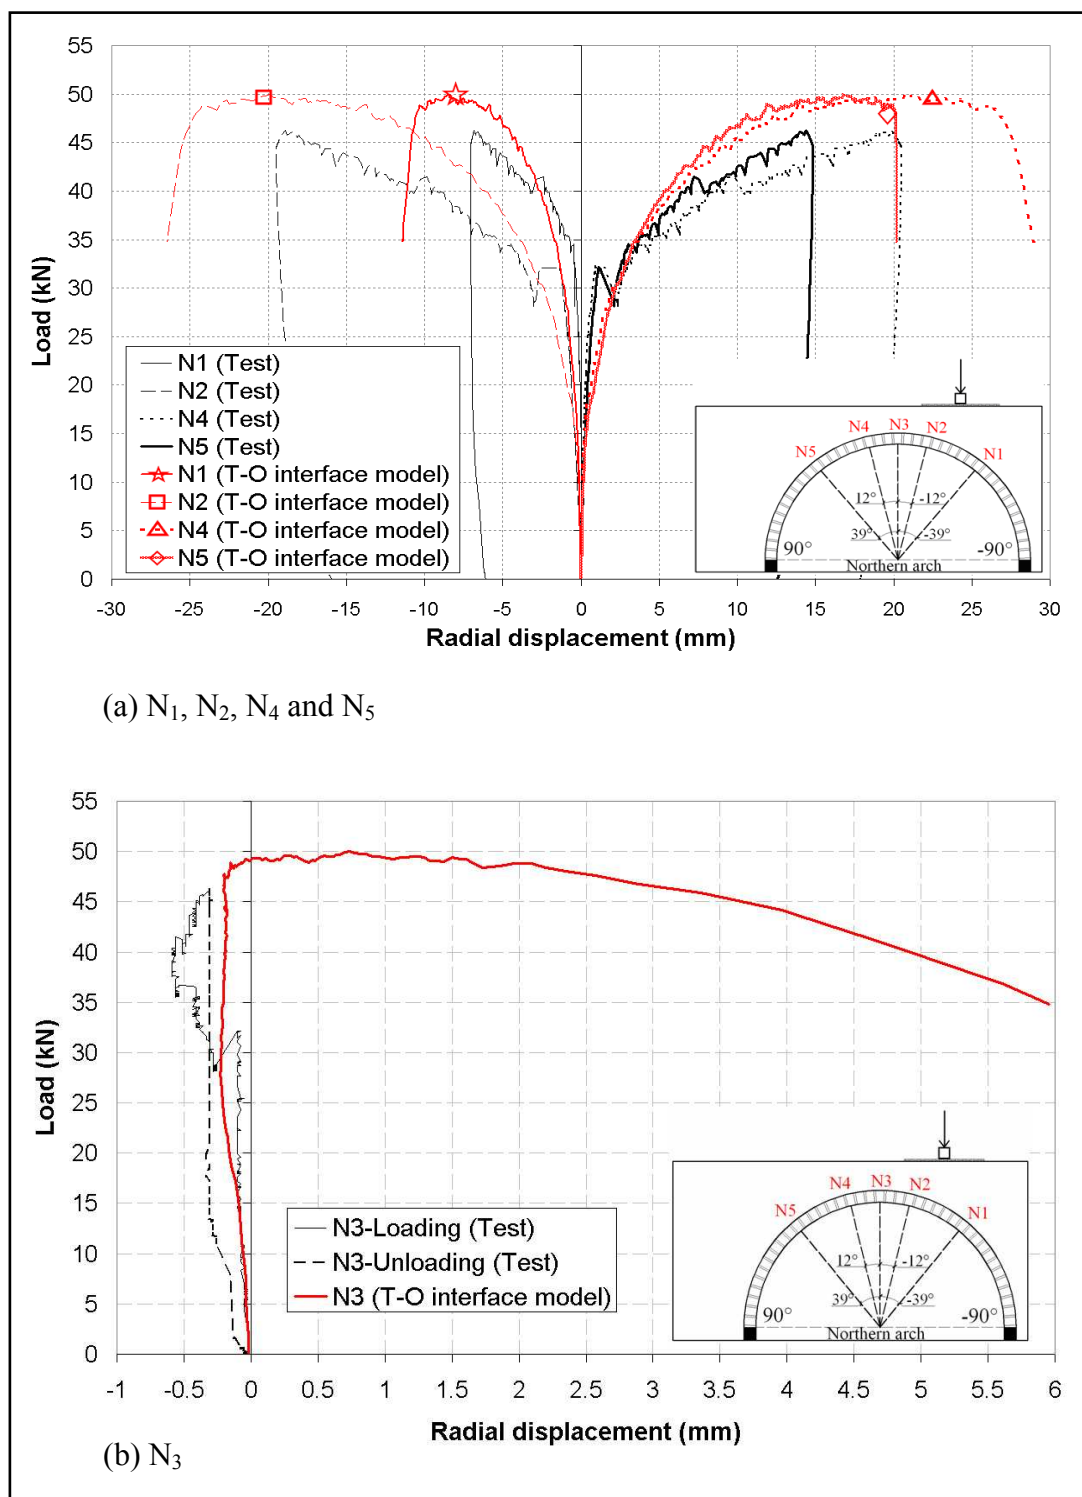 55
50
45
40
35
30
25
20
15
10
5
0
Load (kN)
-30 -25 -20 -15 -10 -5 0 5 10 15 20 25 30
Radial displacement (mm)
N1 (Test)
N2 (Test)
N4 (Test)
N5 (Test)
N1 (T-O interface model)
N2 (T-O interface model)
N4 (T-O interface model)
N5 (T-O interface model)
N5 N4 N3 N2 N1
12° -12°
39° -39°
90° -90°
Northern arch
(a) N₁, N₂, N₄ and N₅
55
50
45
40
35
30
25
20
15
10
5
0
Load (kN)
-1 -0.5 0 0.5 1 1.5 2 2.5 3 3.5 4 4.5 5 5.5 6
Radial displacement (mm)
N3-Loading (Test)
N3-Unloading (Test)
N3 (T-O interface model)
N5 N4 N3 N2 N1
12° -12°
39° -39°
90° -90°
Northern arch
(b) N₃